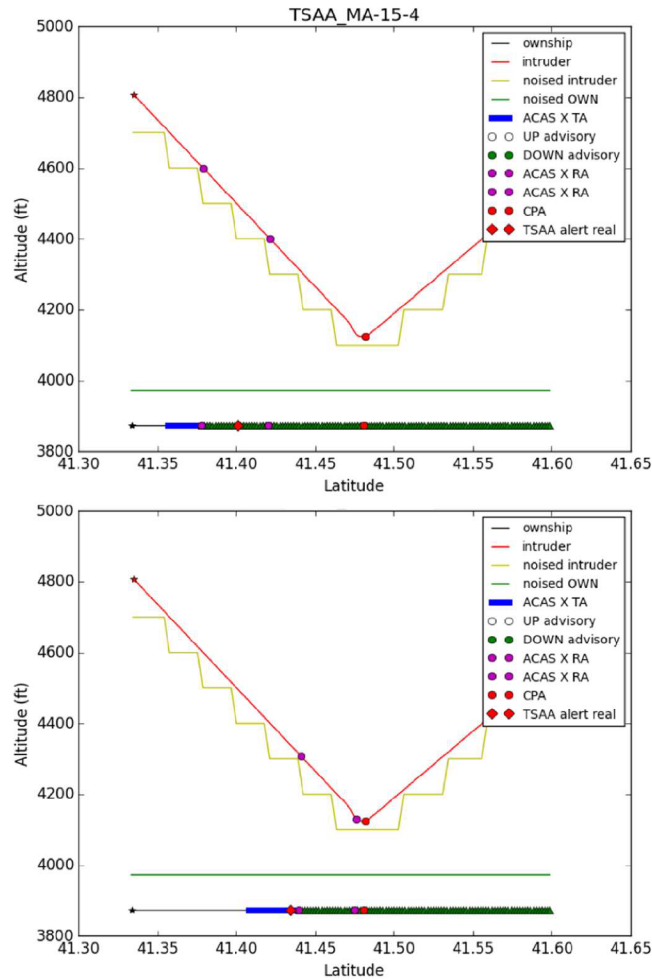 TSAA_MA-15-4
5000
4800
4600
4400
4200
4000
3800
Altitude (ft)
ownship
intruder
noised intruder
noised OWN
ACAS X TA
UP advisory
DOWN advisory
ACAS X RA
ACAS X RA
CPA
TSAA alert real
41.30 41.35 41.40 41.45 41.50 41.55 41.60 41.65
Latitude
5000
4800
4600
4400
4200
4000
3800
Altitude (ft)
ownship
intruder
noised intruder
noised OWN
ACAS X TA
UP advisory
DOWN advisory
ACAS X RA
ACAS X RA
CPA
TSAA alert real
41.30 41.35 41.40 41.45 41.50 41.55 41.60 41.65
Latitude